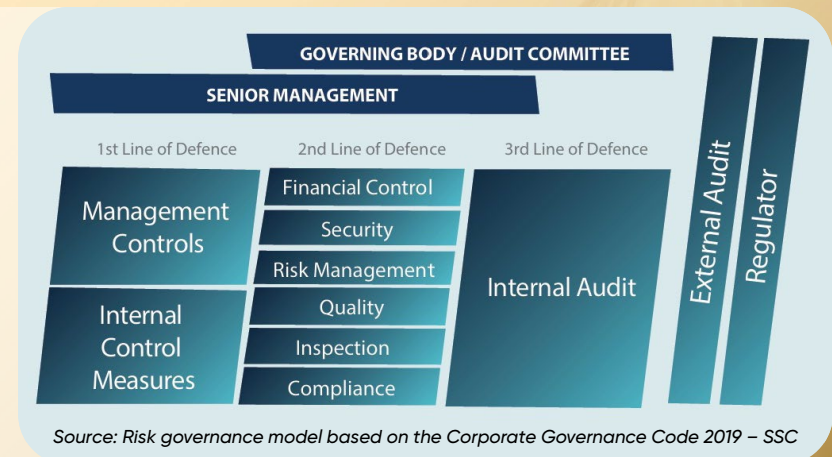 GOVERNING BODY / AUDIT COMMITTEE
SENIOR MANAGEMENT
1st Line of Defence
2nd Line of Defence
3rd Line of Defence
Management
Controls
Internal
Control
Measures
Financial Control
Security
Risk Management
Quality
Inspection
Compliance
Internal Audit
External Audit
Regulator
Source: Risk governance model based on the Corporate Governance Code 2019 – SSC